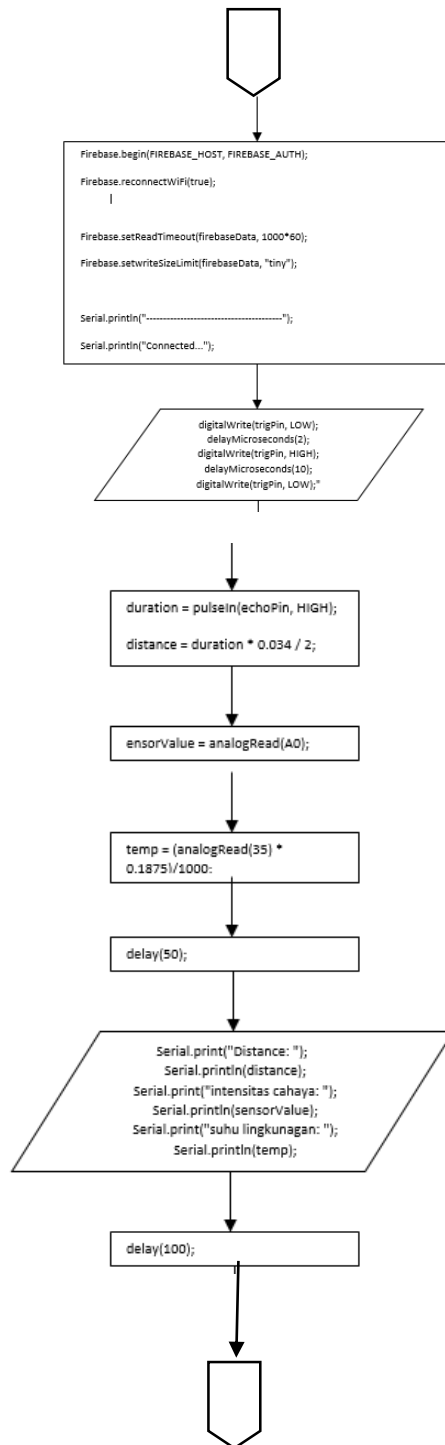 Firebase.begin(FIREBASE_HOST, FIREBASE_AUTH);
Firebase.reconnectWiFi(true);
Firebase.setReadTimeout(firebaseData, 1000*60);
Firebase.setwriteSizeLimit(firebaseData, "tiny");
Serial.println("---------------------------------------");
Serial.println("Connected...");
digitalWrite(trigPin, LOW);
delayMicroseconds(2);
digitalWrite(trigPin, HIGH);
delayMicroseconds(10);
digitalWrite(trigPin, LOW);"
duration = pulseIn(echoPin, HIGH);
distance = duration * 0.034 / 2;
ensorValue = analogRead(A0);
temp = (analogRead(35) *
0.1875)/1000;
delay(50);
Serial.print("Distance: ");
Serial.println(distance);
Serial.print("intensitas cahaya: ");
Serial.println(sensorValue);
Serial.print("suhu lingkunagan: ");
Serial.println(temp);
delay(100);